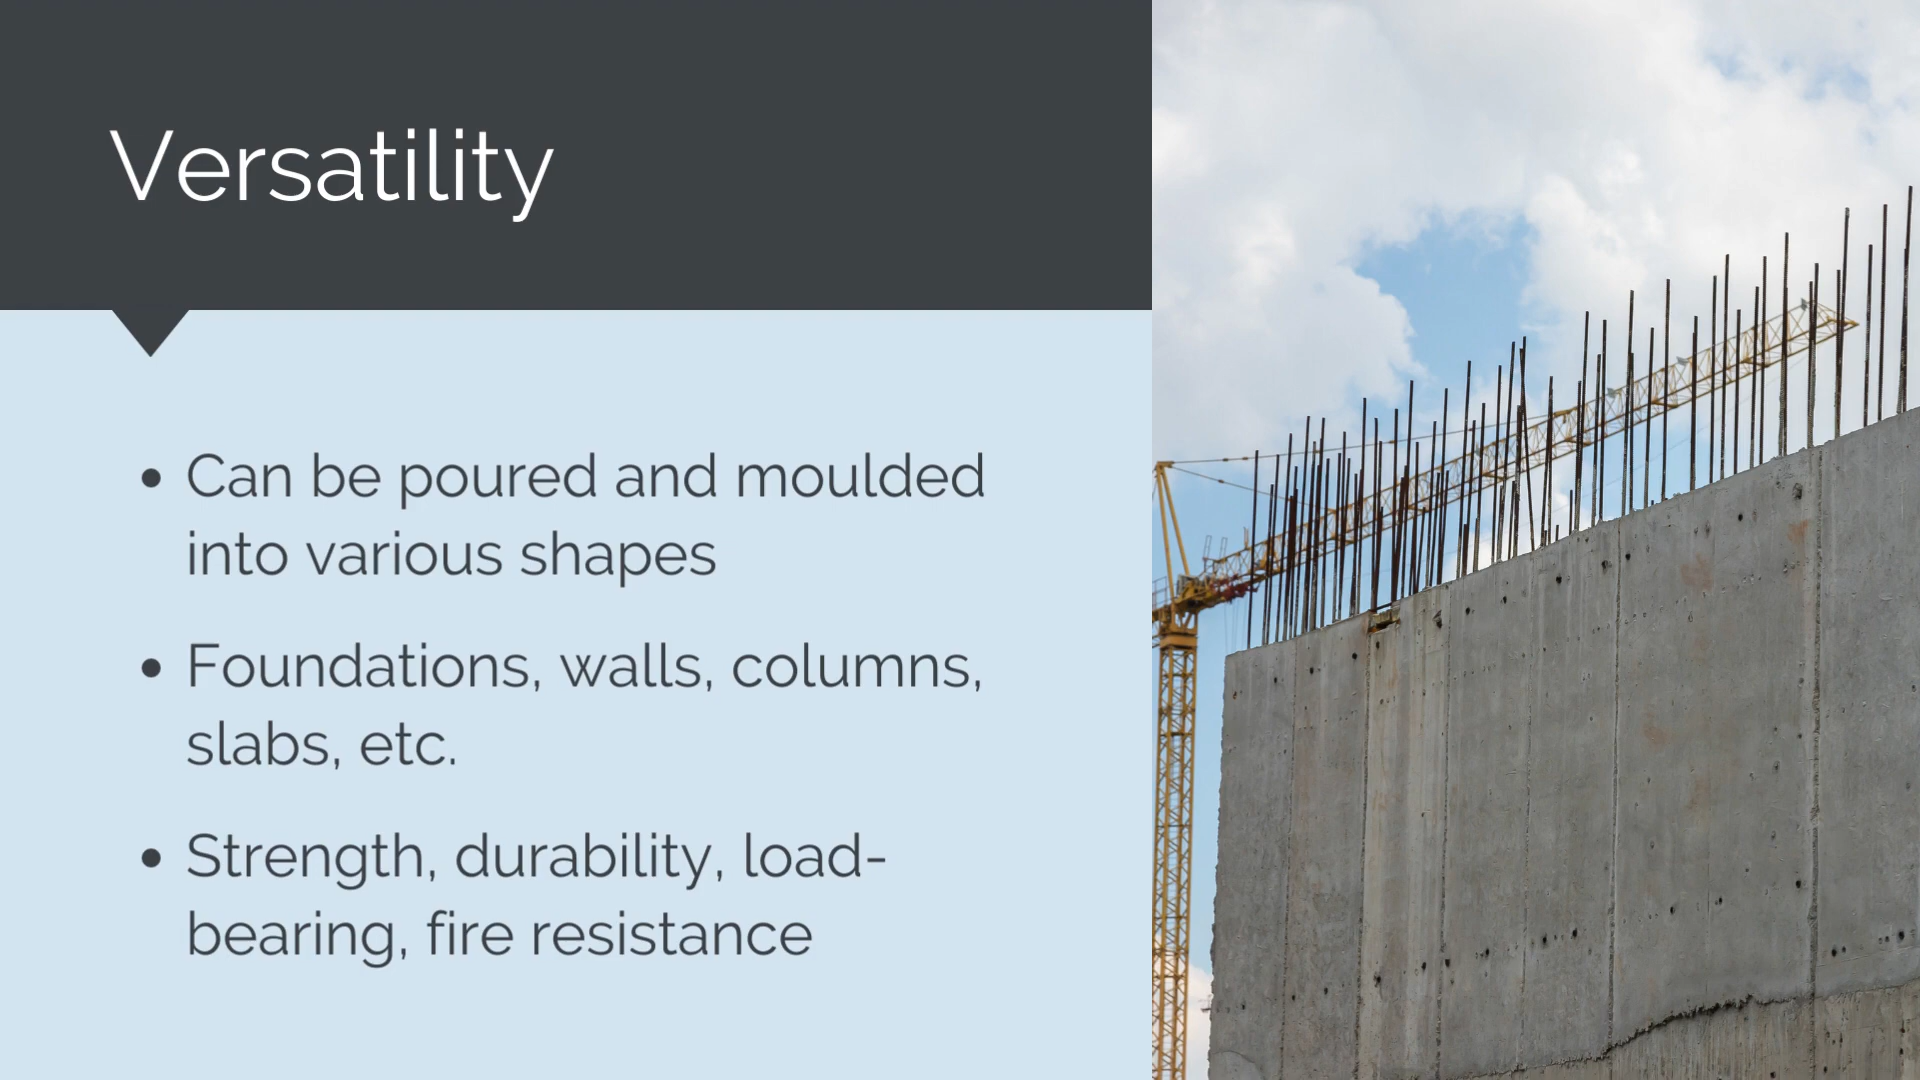 Versatility
• Can be poured and moulded
into various shapes
• Foundations, walls, columns,
slabs, etc.
• Strength, durability, load-
bearing, fire resistance